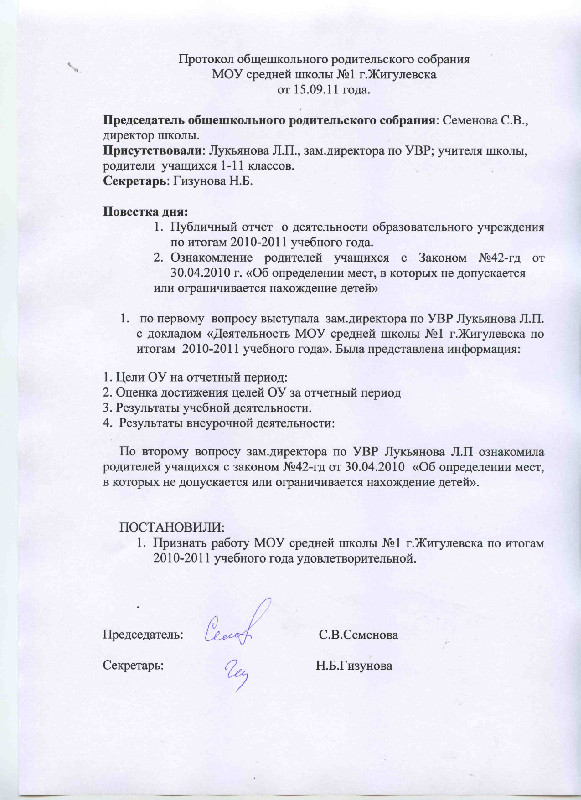 Протокол общешкольного родительского собрания
МОУ средней школы №1 г.Жигулевска
от 15.09.11 года.
Председатель общешкольного родительского собрания: Семенова С.В.,
директор школы.
Присутствовали: Лукьянова Л.П., зам.директора по УВР; учителя школы,
родители учащихся 1-11 классов.
Секретарь: Гизунова Н.Б.
Повестка дня:
1. Публичный отчет о деятельности образовательного учреждения
по итогам 2010-2011 учебного года.
2. Ознакомление родителей учащихся с Законом №42-гд от
30.04.2010 г. «Об определении мест, в которых не допускается
или ограничивается нахождение детей»
1. по первому вопросу выступала зам.директора по УВР Лукьянова Л.П.
с докладом «Деятельность МОУ средней школы №1 г.Жигулевска по
итогам 2010-2011 учебного года». Была представлена информация:
1. Цели ОУ на отчетный период:
2. Оценка достижения целей ОУ за отчетный период
3. Результаты учебной деятельности.
4. Результаты внеурочной деятельности:
По второму вопросу зам.директора по УВР Лукьянова Л.П ознакомила
родителей учащихся с законом №42-гд от 30.04.2010 «Об определении мест,
в которых не допускается или ограничивается нахождение детей».
ПОСТАНОВИЛИ:
1. Признать работу МОУ средней школы №1 г.Жигулевска по итогам
2010-2011 учебного года удовлетворительной.
Председатель: С.В.Семенова
Секретарь: Н.Б.Гизунова